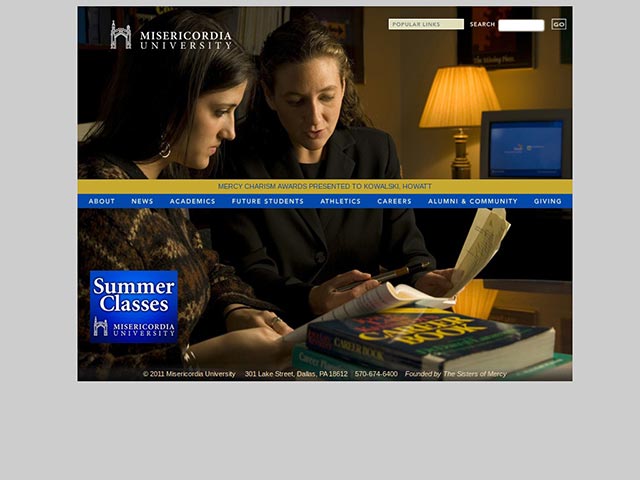 MISERICORDIA
UNIVERSITY
POPULAR LINKS
SEARCH
GO
MERCY CHARISM AWARDS PRESENTED TO KOWALSKI, HOWATT
ABOUT NEWS ACADEMICS FUTURE STUDENTS ATHLETICS CAREERS ALUMNI & COMMUNITY GIVING
Summer
Classes
MISERICORDIA
UNIVERSITY
CAREER
BOOK
CAREER BOOK
© 2011 Misericordia University 301 Lake Street, Dallas, PA 18612 570-674-6400 Founded by The Sisters of Mercy